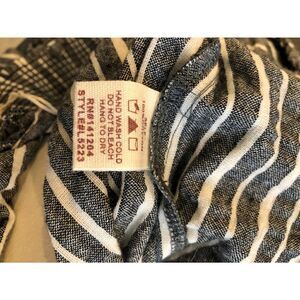 HAND WASH COLD
DO NOT BLEACH
HANG TO DRY
RN#141204
STYLE#L5223